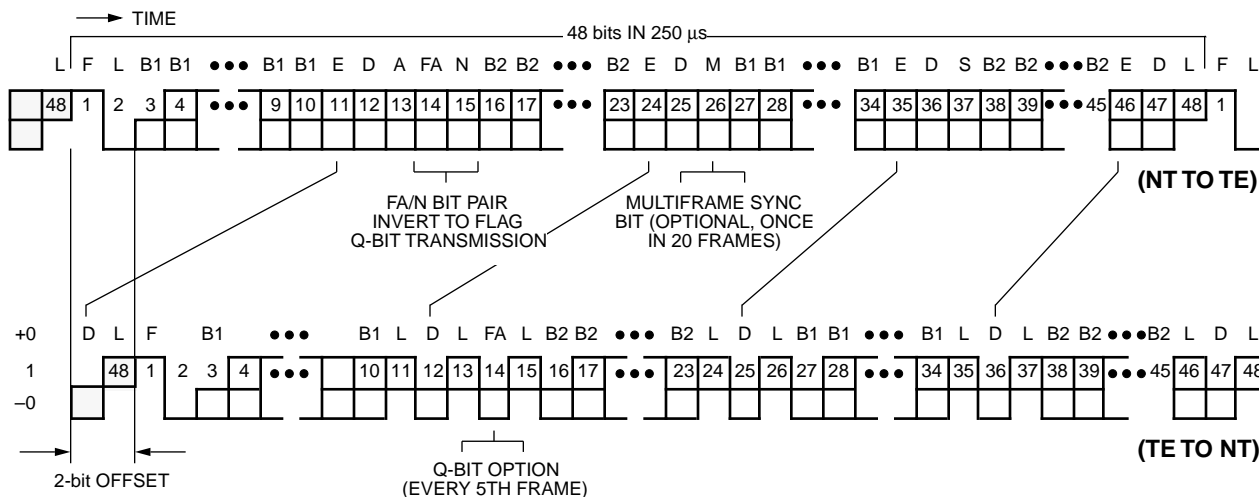 TIME
48 bits IN 250 µs
L F L B1 B1 ••• B1 B1 E D A FA N B2 B2 ••• B2 E D M B1 B1 ••• B1 E D S B2 B2 •••B2 E D L F L
48 1 2 3 4 ••• 9 10 11 12 13 14 15 16 17 ••• 23 24 25 26 27 28 ••• 34 35 36 37 38 39 ••• 45 46 47 48 1
(NT TO TE)
FA/N BIT PAIR
INVERT TO FLAG
Q-BIT TRANSMISSION
MULTIFRAME SYNC
BIT (OPTIONAL, ONCE
IN 20 FRAMES)
+0 D L F B1 ••• B1 L D L FA L B2 B2 ••• B2 L D L B1 B1 ••• B1 L D L B2 B2 •••B2 L D L
1 48 1 2 3 4 ••• 10 11 12 13 14 15 16 17 ••• 23 24 25 26 27 28 ••• 34 35 36 37 38 39 ••• 45 46 47 48
–0
(TE TO NT)
2-bit OFFSET
Q-BIT OPTION
(EVERY 5TH FRAME)